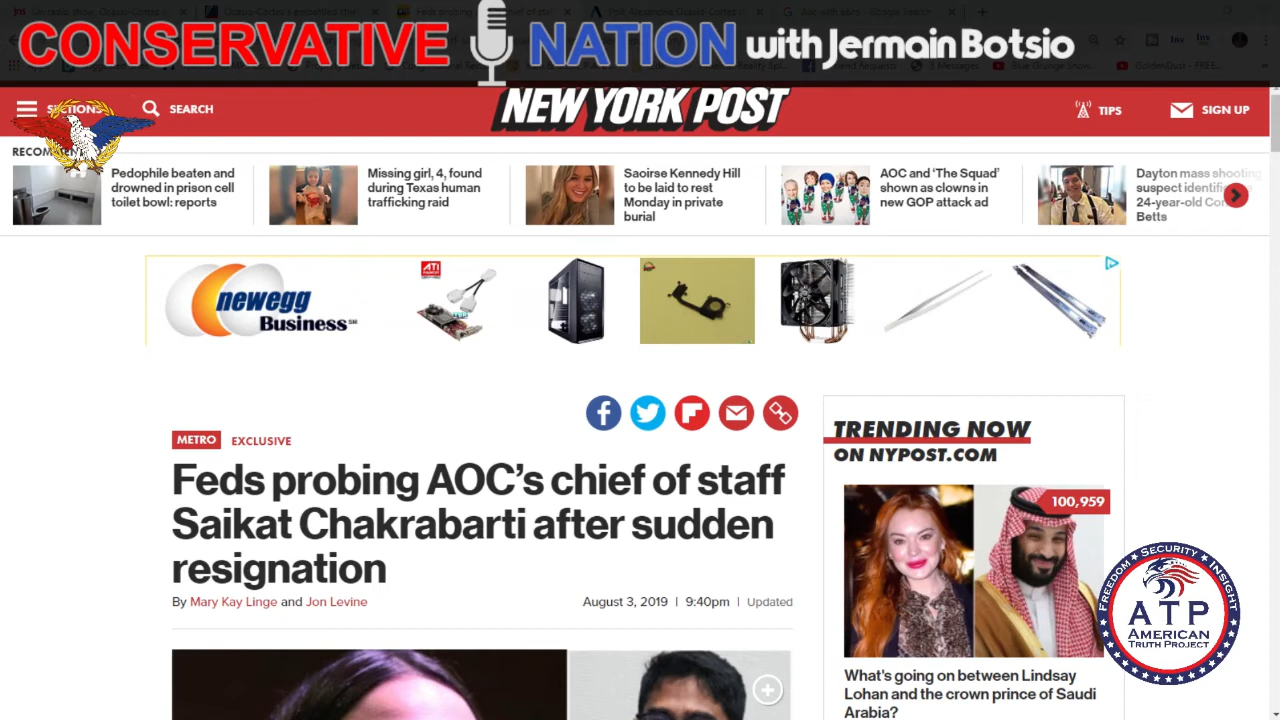 CONSERVATIVE NATION with Jermain Botsio
SECTIONS
SEARCH
NEW YORK POST
TIPS
SIGN UP
Pedophile beaten and
drowned in prison cell
toilet bowl: reports
Missing girl, 4, found
during Texas human
trafficking raid
Saoirse Kennedy Hill
to be laid to rest
Monday in private
burial
AOC and ‘The Squad’
shown as clowns in
new GOP attack ad
Dayton mass shooting
suspect
24-year-old
Betts
newegg
Business SM
ATI
METRO EXCLUSIVE
Feds probing AOC’s chief of staff
Saikat Chakrabarti after sudden
resignation
By Mary Kay Linge and Jon Levine
August 3, 2019 | 9:40pm | Updated
TRENDING NOW
ON NYPOST.COM
100,959
What's going on between Lindsay
Lohan and the crown prince of Saudi
Arabia?
FREEDOM ★ SECURITY ★ INSIGHT
ATP
AMERICAN
TRUTH PROJECT